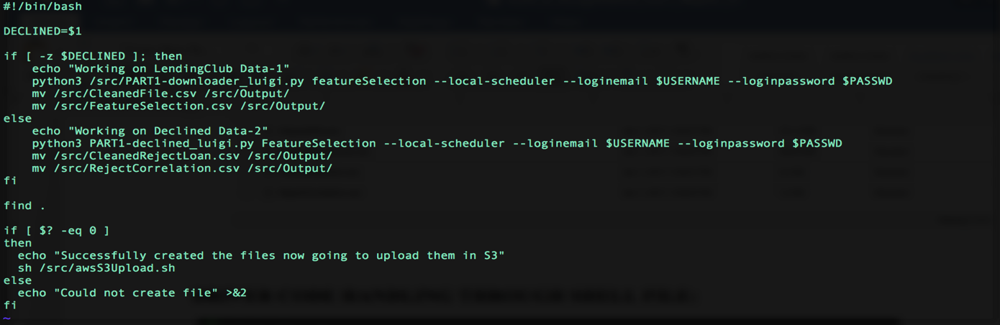 #!/bin/bash
DECLINED=$1
if [ -z $DECLINED ]; then
    echo "Working on LendingClub Data-1"
    python3 /src/PART1-downloader_luigi.py featureSelection --local-scheduler --loginemail $USERNAME --loginpassword $PASSWD
    mv /src/CleanedFile.csv /src/Output/
    mv /src/FeatureSelection.csv /src/Output/
else
    echo "Working on Declined Data-2"
    python3 PART1-declined_luigi.py FeatureSelection --local-scheduler --loginemail $USERNAME --loginpassword $PASSWD
    mv /src/CleanedRejectLoan.csv /src/Output/
    mv /src/RejectCorrelation.csv /src/Output/
fi
find .
if [ $? -eq 0 ]
then
  echo "Successfully created the files now going to upload them in S3"
  sh /src/awsS3Upload.sh
else
  echo "Could not create file" >&2
fi
~